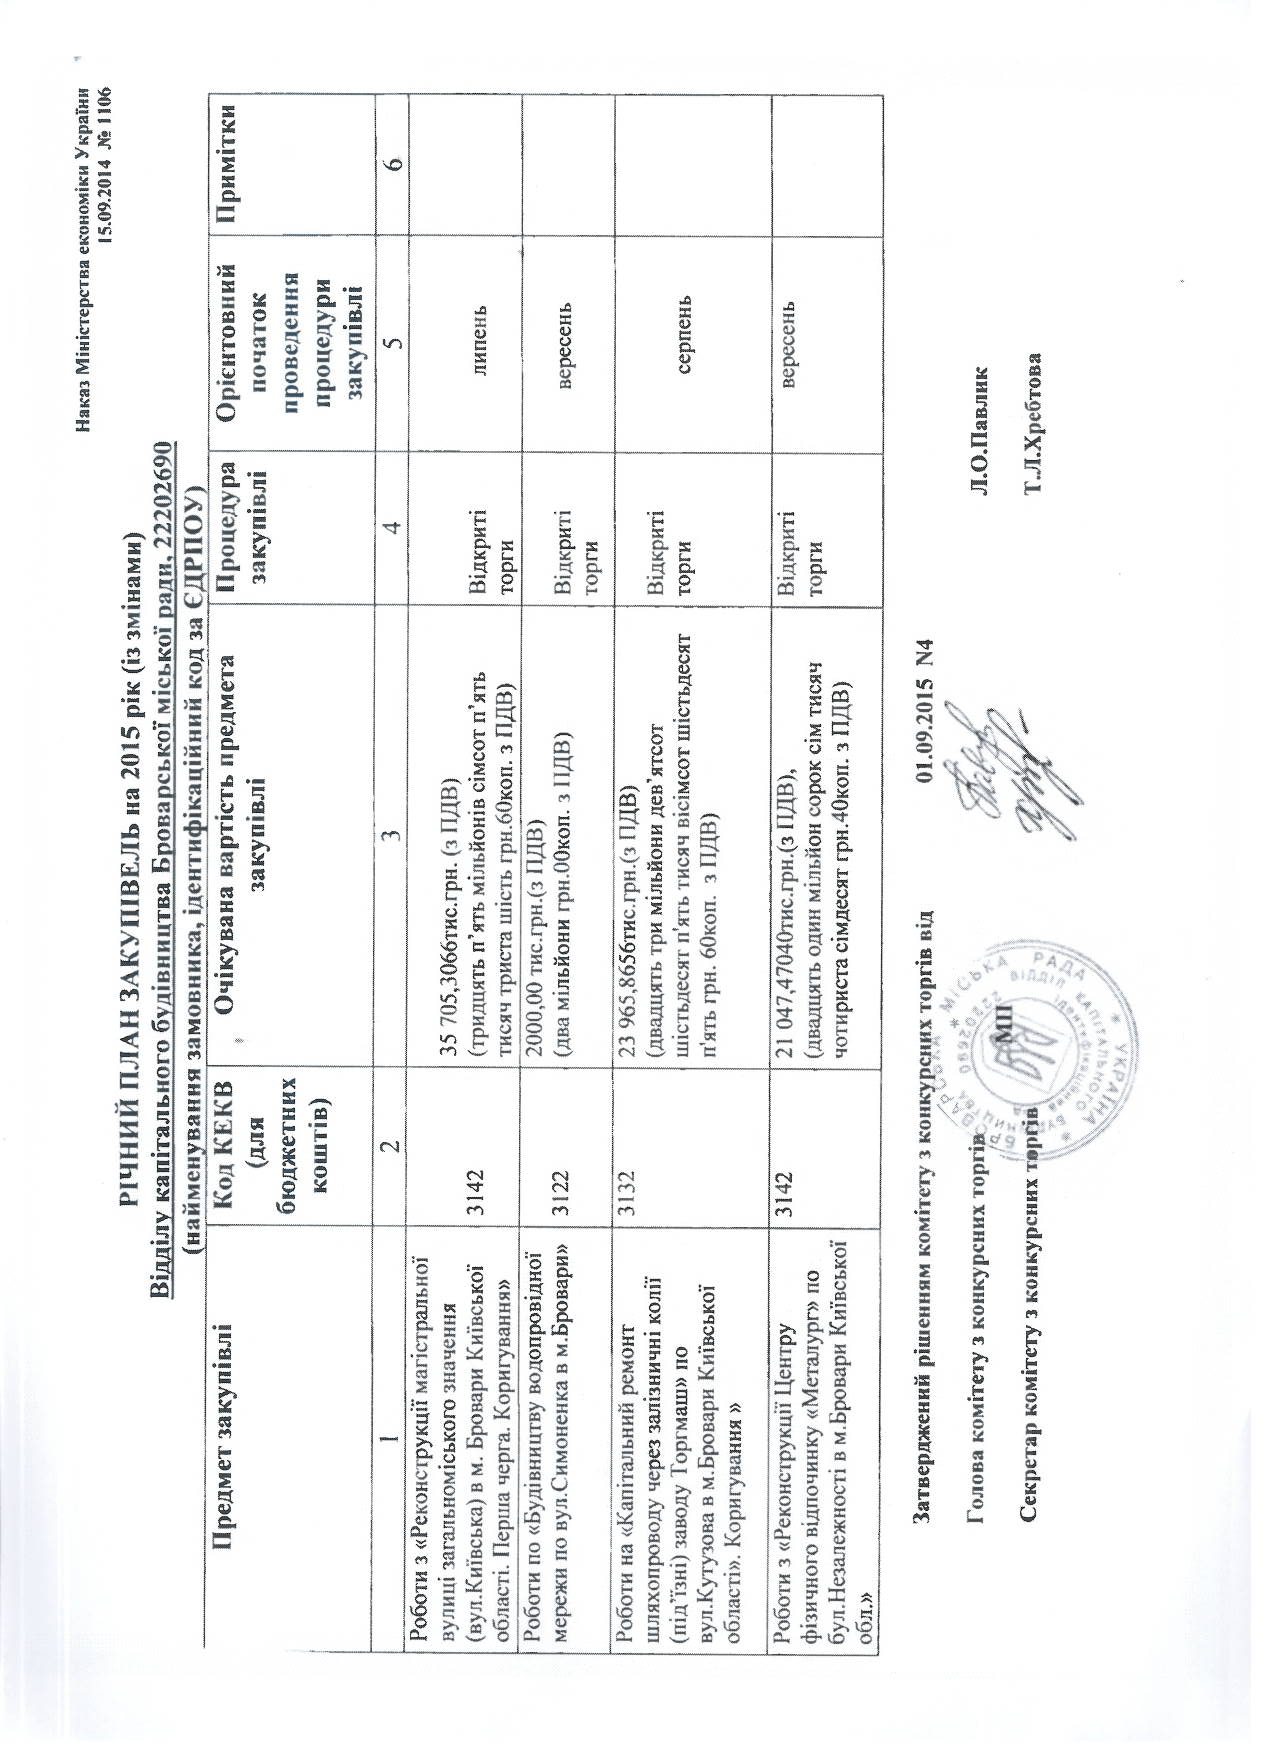 Наказ Міністерства економіки України
15.09.2014 № 1106
РІЧНИЙ ПЛАН ЗАКУПІВЕЛЬ на 2015 рік (із змінами)
Відділу капітального будівництва Броварської міської ради, 22202690
(найменування замовника, ідентифікаційний код за ЄДРПОУ)
Предмет закупівлі
Код КЕКВ
(для
бюджетних
коштів)
Очікувана вартість предмета
закупівлі
Процедура
закупівлі
Орієнтовний
початок
проведення
процедури
закупівлі
Примітки
1
2
3
4
5
6
Роботи з «Реконструкції магістральної
вулиці загальноміського значення
(вул.Київська) в м. Бровари Київської
області. Перша черга. Коригування»
3142
35 705,3066тис.грн. (з ПДВ)
(тридцять п’ять мільйонів сімсот п’ять
тисяч триста шість грн.60коп. з ПДВ)
Відкриті
торги
липень
Роботи по «Будівництву водопровідної
мережи по вул.Симоненка в м.Бровари»
3122
2000,00 тис.грн.(з ПДВ)
(два мільйони грн.00коп. з ПДВ)
Відкриті
торги
вересень
Роботи на «Капітальний ремонт
шляхопроводу через залізничні колії
(під’їзні) заводу Торгмаш» по
вул.Кутузова в м.Бровари Київської
області». Коригування »
3132
23 965,8656тис.грн.(з ПДВ)
(двадцять три мільйони дев’ятсот
шістьдесят п'ять тисяч вісімсот шістьдесят
п'ять грн. 60коп. з ПДВ)
Відкриті
торги
серпень
Роботи з «Реконструкції Центру
фізичного відпочинку «Металург» по
бул.Незалежності в м.Бровари Київської
обл.»
3142
21 047,47040тис.грн.(з ПДВ),
(двадцять один мільйон сорок сім тисяч
чотириста сімдесят грн.40коп. з ПДВ)
Відкриті
торги
вересень
Затверджений рішенням комітету з конкурсних торгів від 01.09.2015 N4
Голова комітету з конкурсних торгів Л.О.Павлик
МП
Секретар комітету з конкурсних торгів Т.Л.Хребтова
УКРАЇНА * БРОВАРСЬКА МІСЬКА РАДА *
ВІДДІЛ КАПІТАЛЬНОГО БУДІВНИЦТВА
22202690